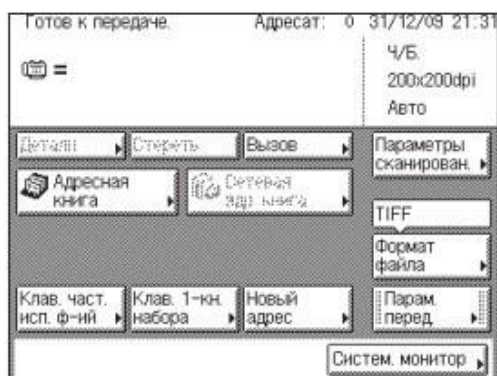 Готов к передаче. Адресат: 0 31/12/09 21:31
=
Ч/Б.
200x200dpi
Авто
Детали Стереть Вызов Параметры
сканирован.
Адресная
книга
Сетевая
адр. книга
TIFF
Формат
файла
Клав. част.
исп. ф-ий
Клав. 1-кн.
набора
Новый
адрес
Парам.
перед.
Систем. монитор